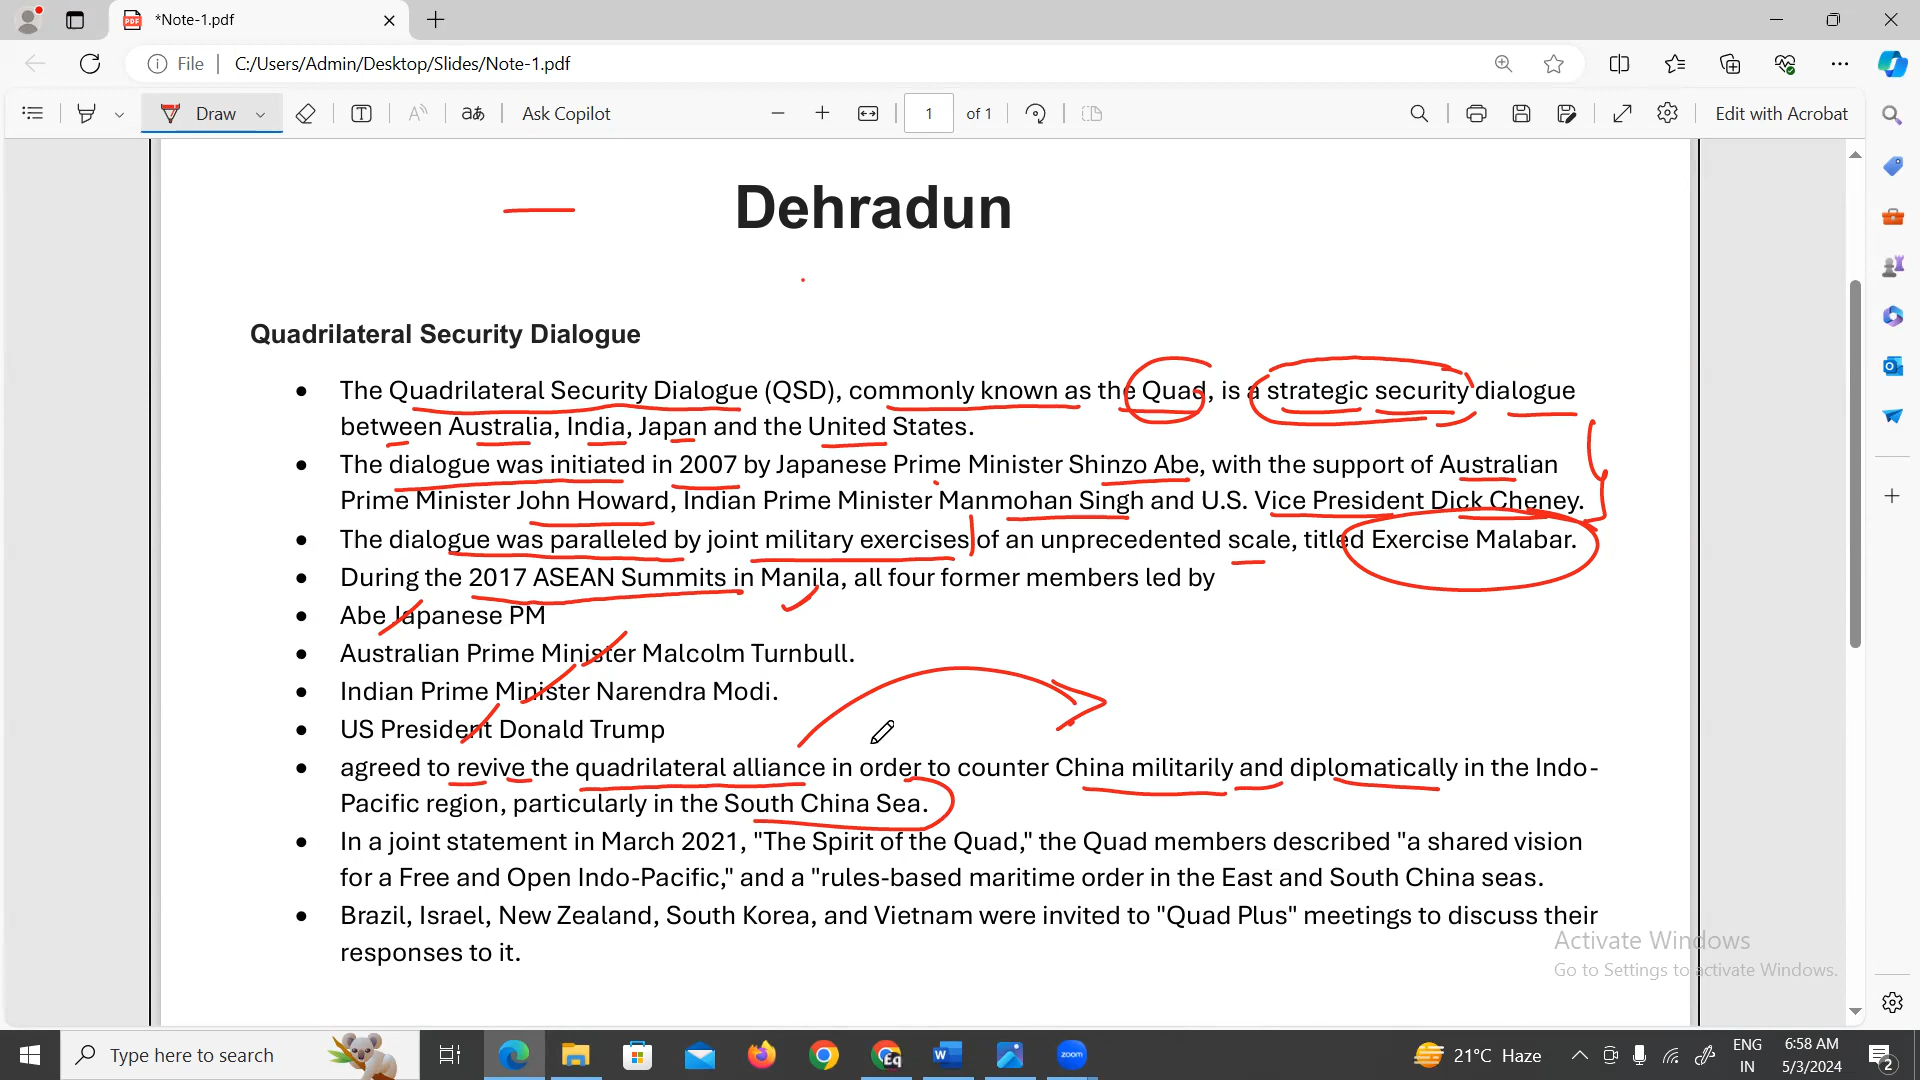 *Note-1.pdf
File
C:/Users/Admin/Desktop/Slides/Note-1.pdf
Draw
T
A
aあ
Ask Copilot
1
of 1
Edit with Acrobat
Dehradun
Quadrilateral Security Dialogue
• The Quadrilateral Security Dialogue (QSD), commonly known as the Quad, is a strategic security dialogue
between Australia, India, Japan and the United States.
• The dialogue was initiated in 2007 by Japanese Prime Minister Shinzo Abe, with the support of Australian
Prime Minister John Howard, Indian Prime Minister Manmohan Singh and U.S. Vice President Dick Cheney.
• The dialogue was paralleled by joint military exercises of an unprecedented scale, titled Exercise Malabar.
• During the 2017 ASEAN Summits in Manila, all four former members led by
• Abe Japanese PM
• Australian Prime Minister Malcolm Turnbull.
• Indian Prime Minister Narendra Modi.
• US President Donald Trump
• agreed to revive the quadrilateral alliance in order to counter China militarily and diplomatically in the Indo-
Pacific region, particularly in the South China Sea.
• In a joint statement in March 2021, "The Spirit of the Quad," the Quad members described "a shared vision
for a Free and Open Indo-Pacific," and a "rules-based maritime order in the East and South China seas.
• Brazil, Israel, New Zealand, South Korea, and Vietnam were invited to "Quad Plus" meetings to discuss their
responses to it.
Activate Windows
Go to Settings to activate Windows.
Type here to search
Eq
W
zoom
21°C Haze
ENG
IN
6:58 AM
5/3/2024
2